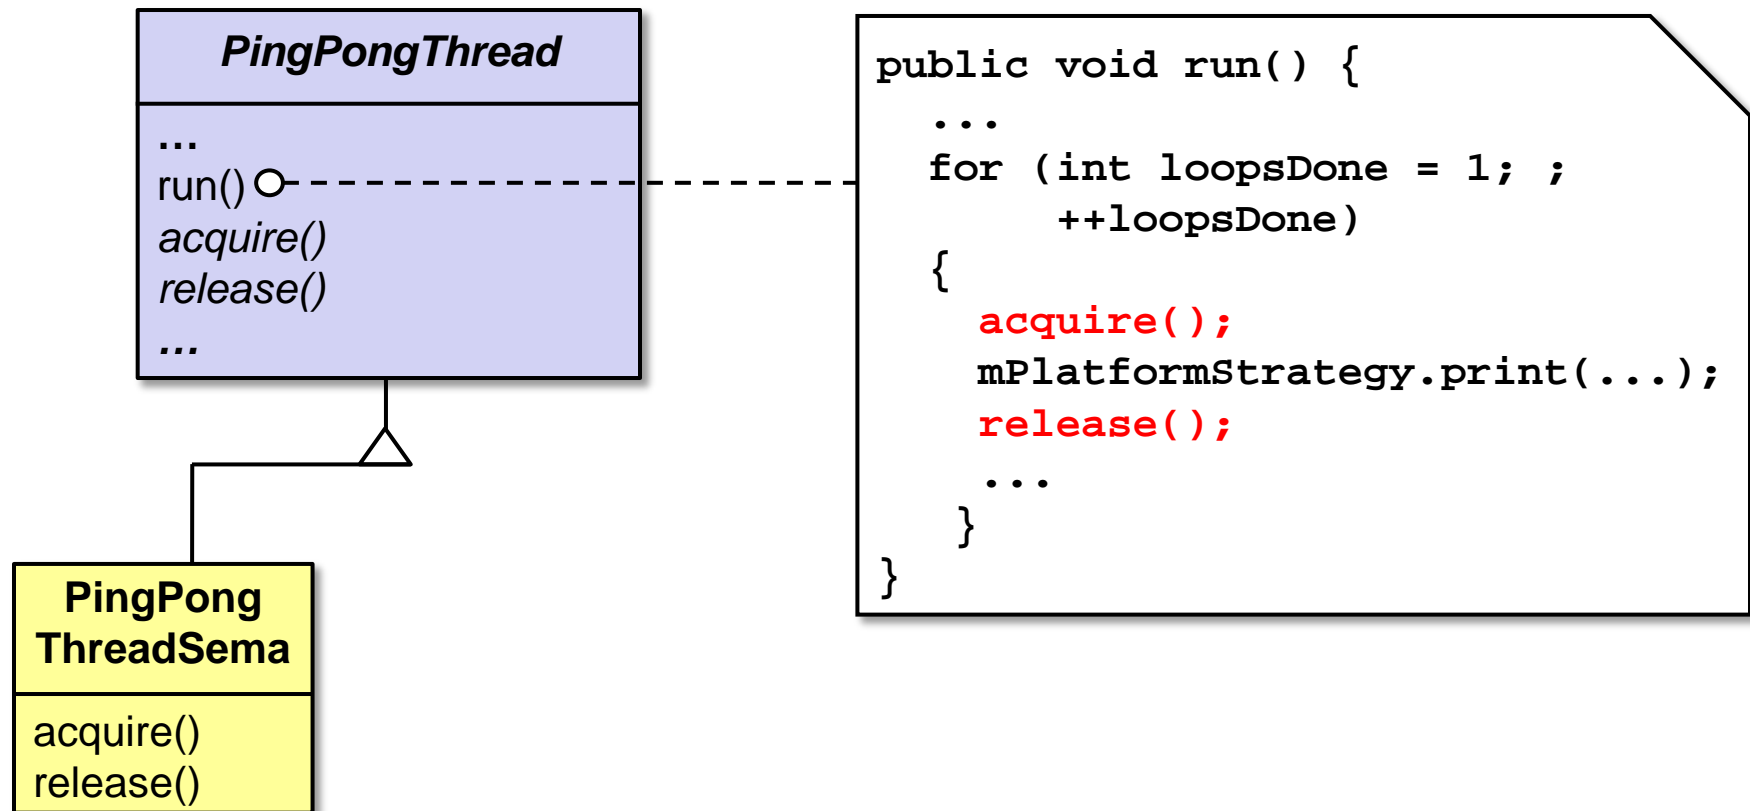 PingPongThread
...
run()
acquire()
release()
...
public void run() {
...
for (int loopsDone = 1; ;
++loopsDone)
{
acquire();
mPlatformStrategy.print(...);
release();
...
}
}
PingPong
ThreadSema
acquire()
release()